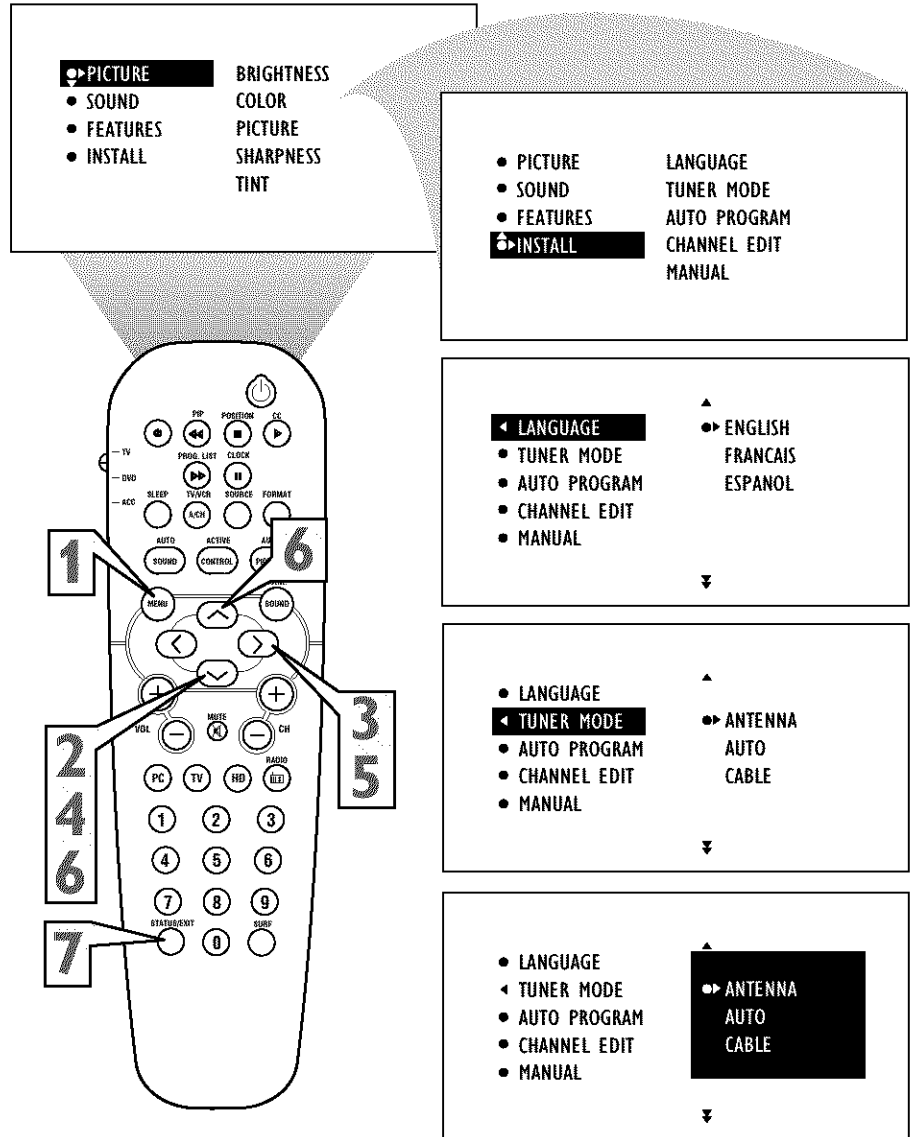 PICTURE BRIGHTNESS
SOUND COLOR
FEATURES PICTURE
INSTALL SHARPNESS
TINT
PICTURE LANGUAGE
SOUND TUNER MODE
FEATURES AUTO PROGRAM
INSTALL CHANNEL EDIT
MANUAL
LANGUAGE ENGLISH
TUNER MODE FRANCAIS
AUTO PROGRAM ESPANOL
CHANNEL EDIT
MANUAL
LANGUAGE
TUNER MODE ANTENNA
AUTO PROGRAM AUTO
CHANNEL EDIT CABLE
MANUAL
LANGUAGE
TUNER MODE ANTENNA
AUTO PROGRAM AUTO
CHANNEL EDIT CABLE
MANUAL
PIP POSITION CC
TV
PROG. LIST CLOCK
DVD
ACC
SLEEP TV/VCR SOURCE FORMAT
A/CH
AUTO ACTIVE
SOUND CONTROL
1
6
MENU SOUND
2
4
6
3
5
VOL MUTE CH
PC TV HD RADIO
1 2 3
4 5 6
7 8 9
STATUS/EXIT 0 SURF
7